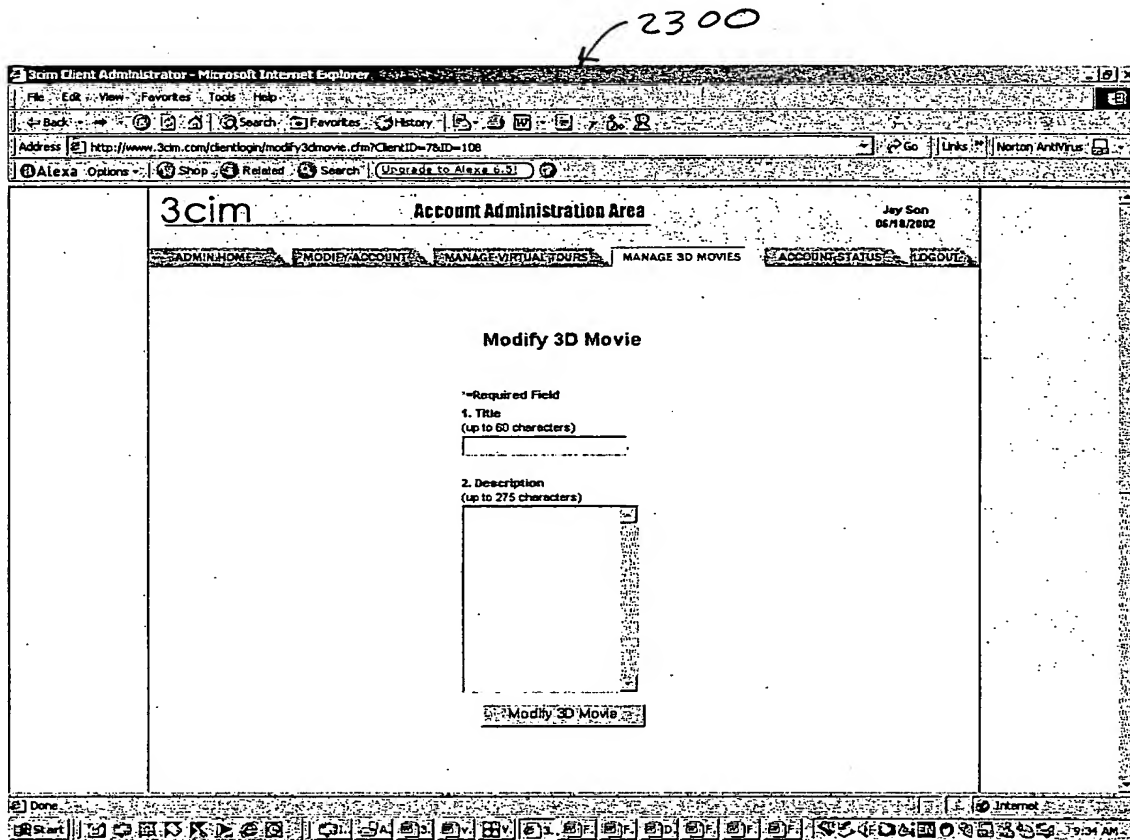 2300
3cim Client Administrator - Microsoft Internet Explorer
File Edit View Favorites Tools Help
Back Search Favorites History
Address http://www.3cim.com/clientlogin/modify3dmovie.cfm?ClientID=7&ID=108 Go Links Norton AntiVirus
Alexa Options Shop Related Search (Upgrade to Alexa 6.5!)
3cim Account Administration Area Jay Son
06/18/2002
ADMIN HOME MODIFY ACCOUNT MANAGE VIRTUAL TOURS MANAGE 3D MOVIES ACCOUNT STATUS LOGOUT
Modify 3D Movie
*=Required Field
1. Title
(up to 60 characters)
2. Description
(up to 275 characters)
Modify 3D Movie
Done Internet
Start 9:34 AM